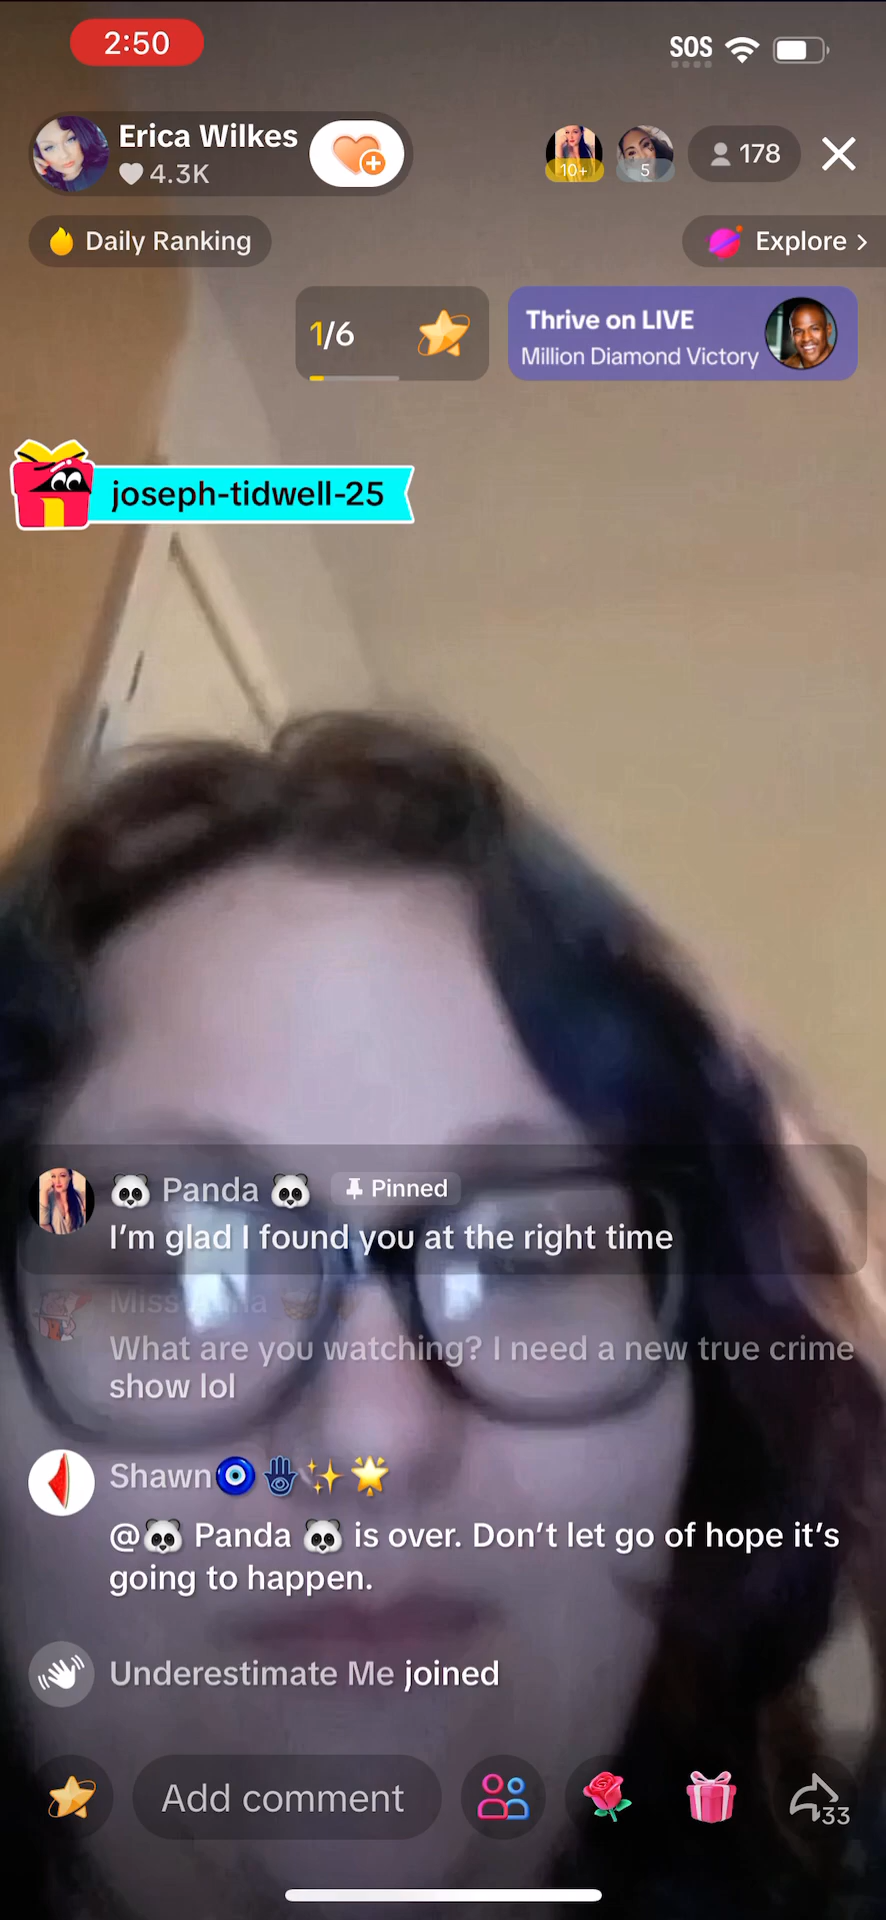 2:50
SOS
Erica Wilkes
4.3K
10+
5
178
Daily Ranking
Explore >
1/6
Thrive on LIVE
Million Diamond Victory
joseph-tidwell-25
🐼 Panda 🐼 Pinned
I'm glad I found you at the right time
Miss
What are you watching? I need a new true crime
show lol
Shawn🧿🪬✨🌟
@🐼 Panda 🐼 is over. Don't let go of hope it's
going to happen.
Underestimate Me joined
Add comment
33